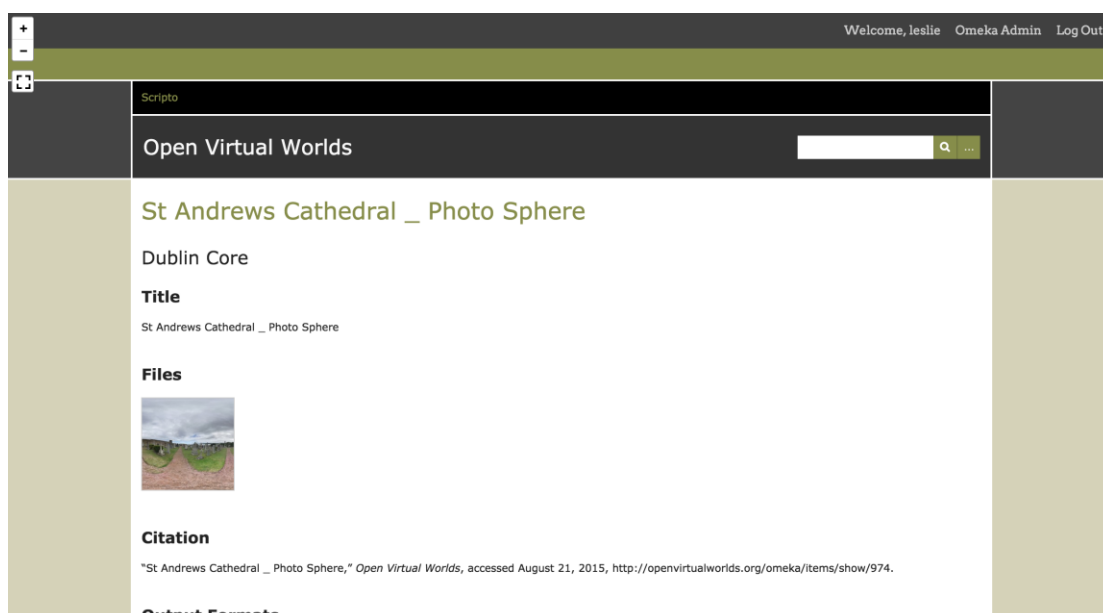 +
Welcome, leslie Omeka Admin Log Out
−
Scripto
Open Virtual Worlds
...
St Andrews Cathedral _ Photo Sphere
Dublin Core
Title
St Andrews Cathedral _ Photo Sphere
Files
Citation
“St Andrews Cathedral _ Photo Sphere,” Open Virtual Worlds, accessed August 21, 2015, http://openvirtualworlds.org/omeka/items/show/974.
Output Formats